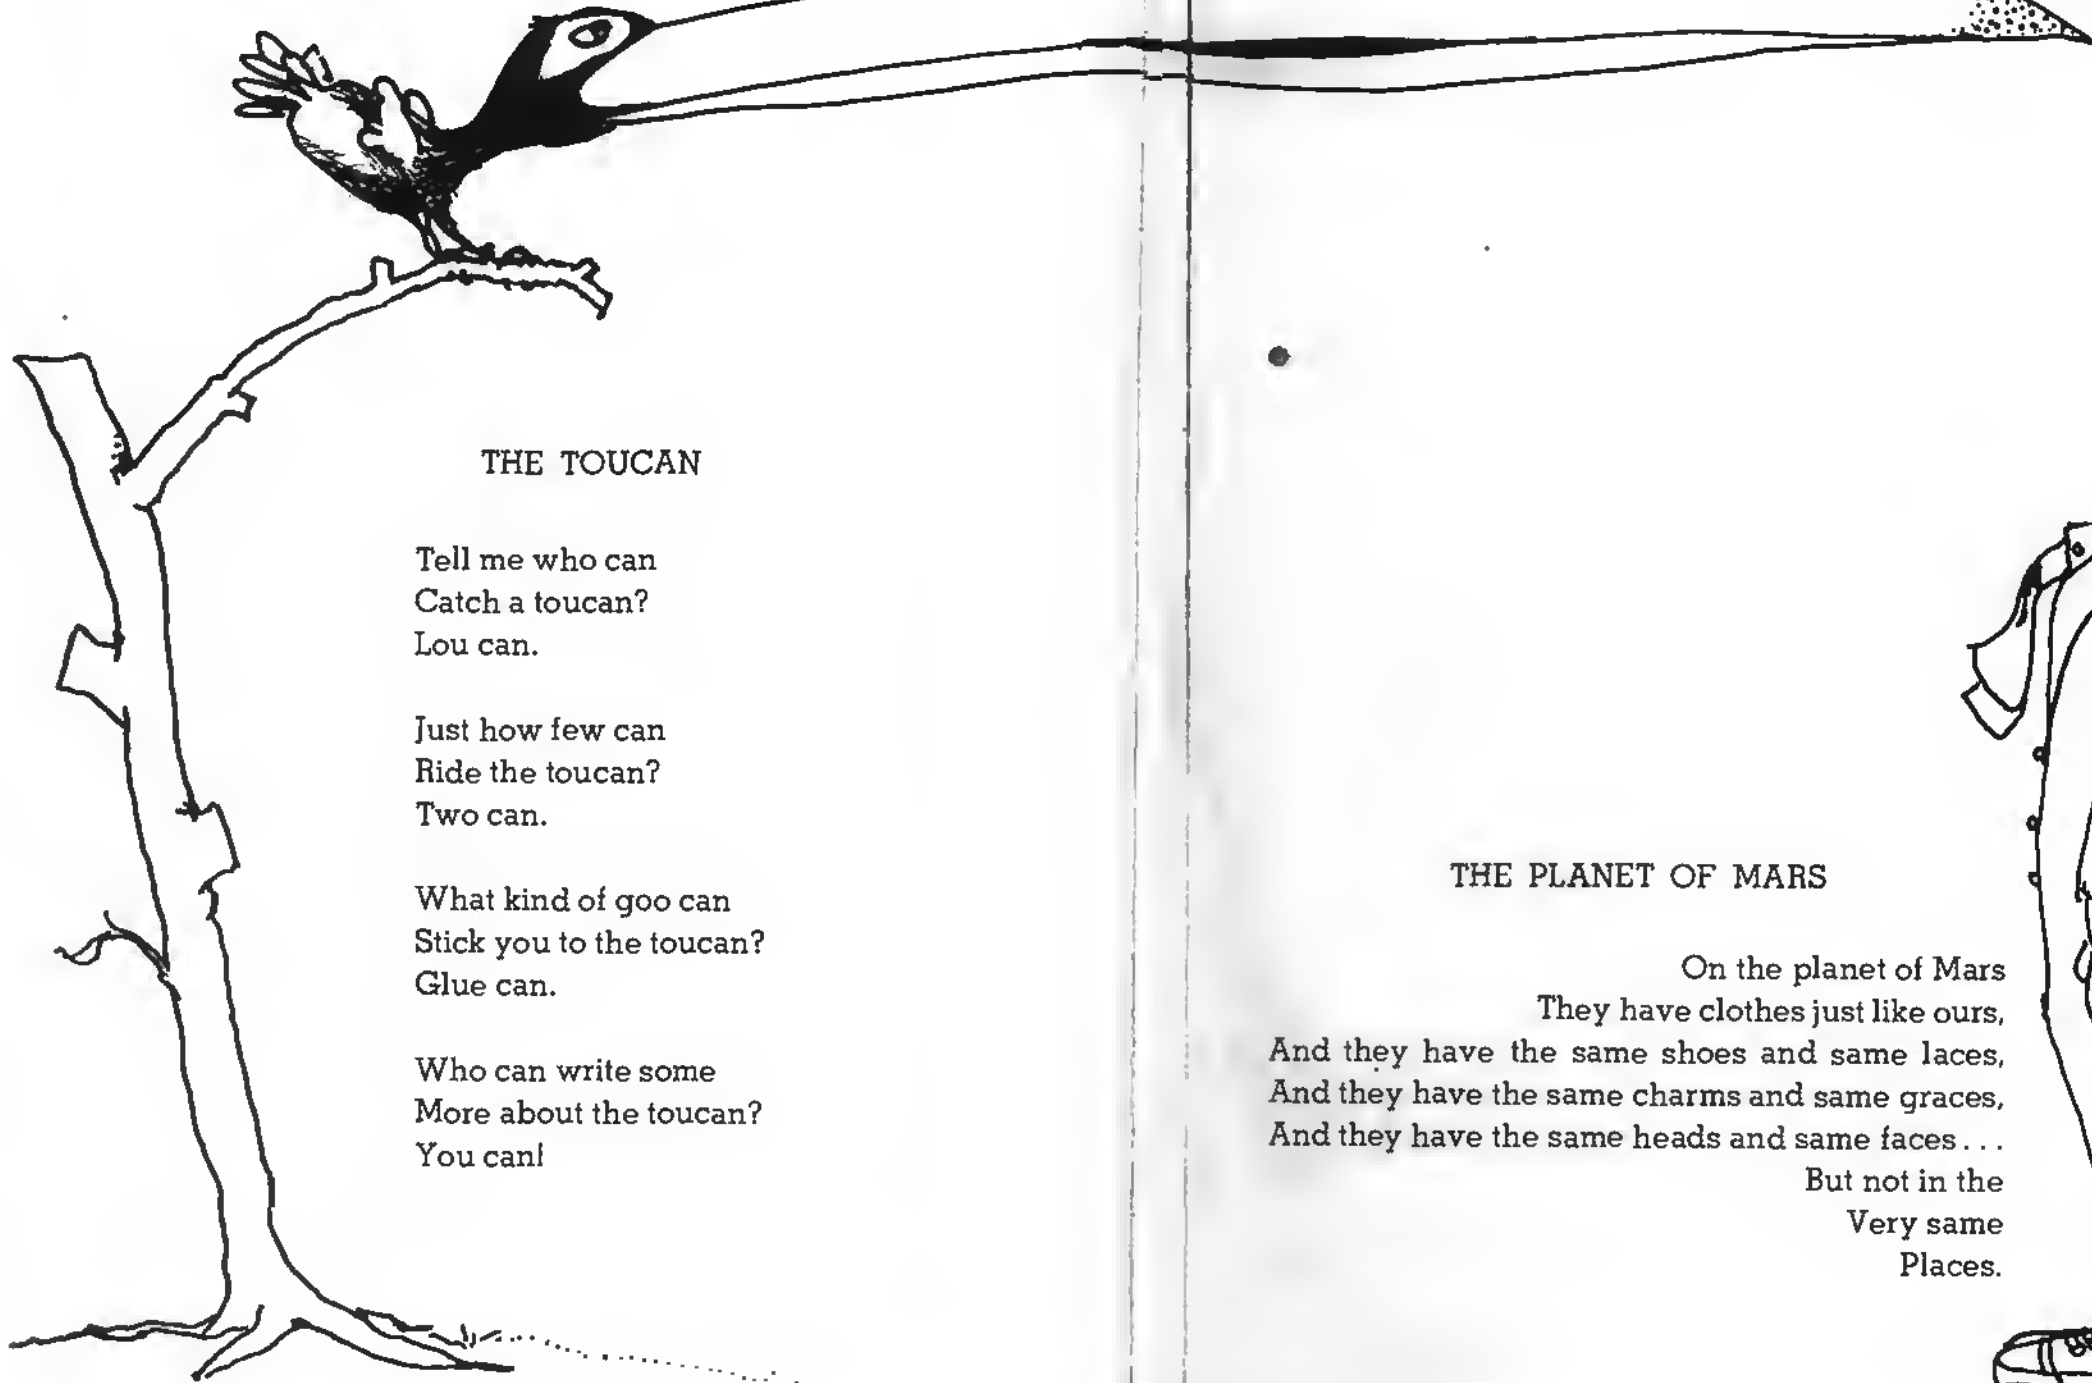 THE TOUCAN
Tell me who can
Catch a toucan?
Lou can.
Just how few can
Ride the toucan?
Two can.
What kind of goo can
Stick you to the toucan?
Glue can.
Who can write some
More about the toucan?
You can!
THE PLANET OF MARS
On the planet of Mars
They have clothes just like ours,
And they have the same shoes and same laces,
And they have the same charms and same graces,
And they have the same heads and same faces...
But not in the
Very same
Places.